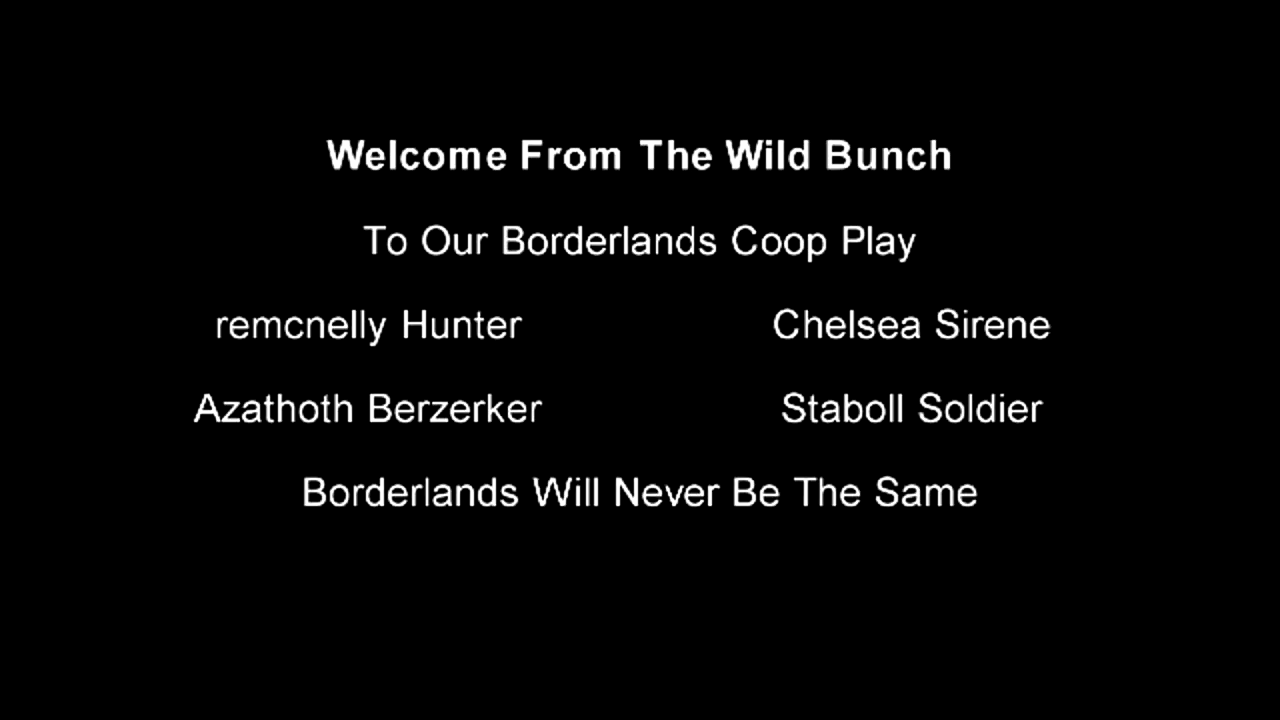 Welcome From The Wild Bunch
To Our Borderlands Coop Play
remcnelly Hunter Chelsea Sirene
Azathoth Berzerker Staboll Soldier
Borderlands Will Never Be The Same